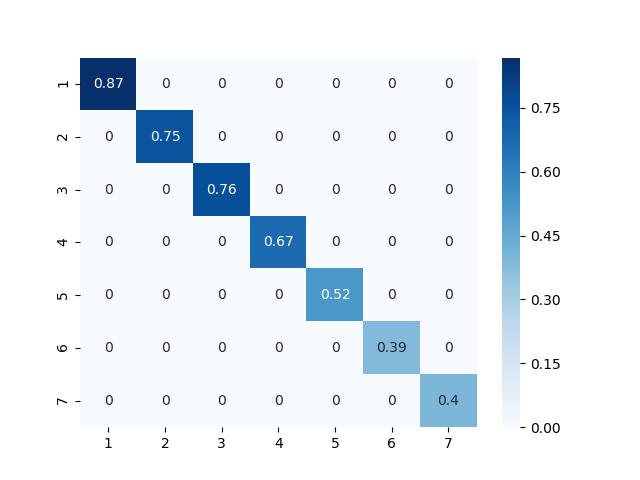 1 0.87 0 0 0 0 0 0
2 0 0.75 0 0 0 0 0
3 0 0 0.76 0 0 0 0
4 0 0 0 0.67 0 0 0
5 0 0 0 0 0.52 0 0
6 0 0 0 0 0 0.39 0
7 0 0 0 0 0 0 0.4
1 2 3 4 5 6 7
0.75
0.60
0.45
0.30
0.15
0.00